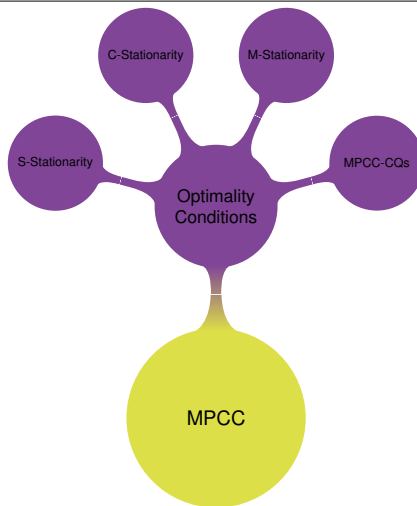 C-Stationarity
M-Stationarity
S-Stationarity
MPCC-CQs
Optimality
Conditions
MPCC